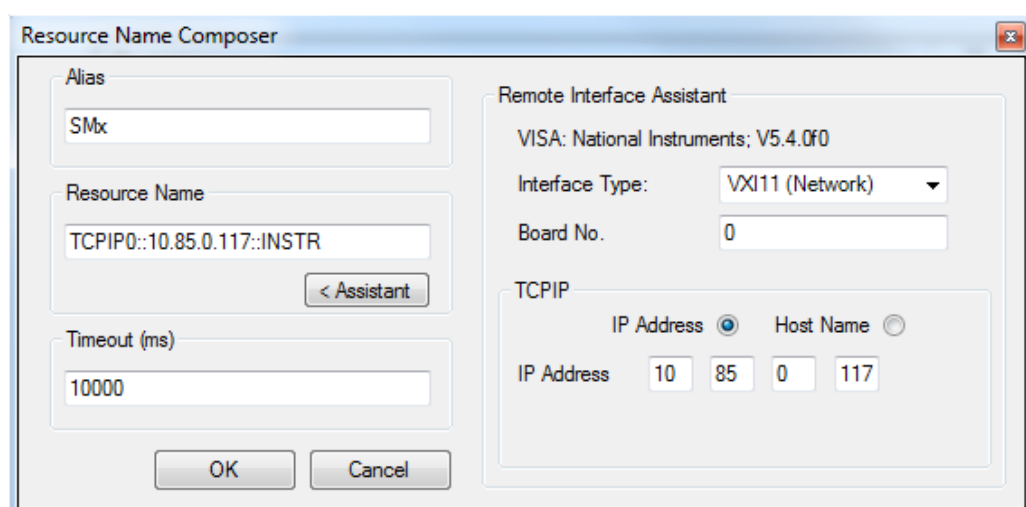 Resource Name Composer
Alias
SMx
Resource Name
TCPIP0::10.85.0.117::INSTR
< Assistant
Timeout (ms)
10000
OK Cancel
Remote Interface Assistant
VISA: National Instruments; V5.4.0f0
Interface Type: VXI11 (Network)
Board No. 0
TCPIP
IP Address Host Name
IP Address 10 85 0 117